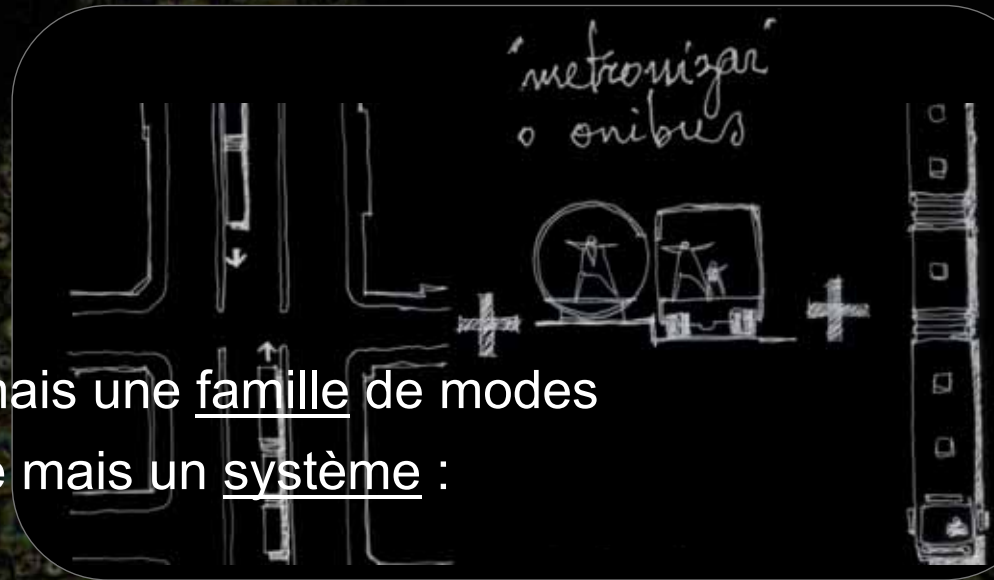 "metronizar"
o onibus
mais une famille de modes
mais un système :